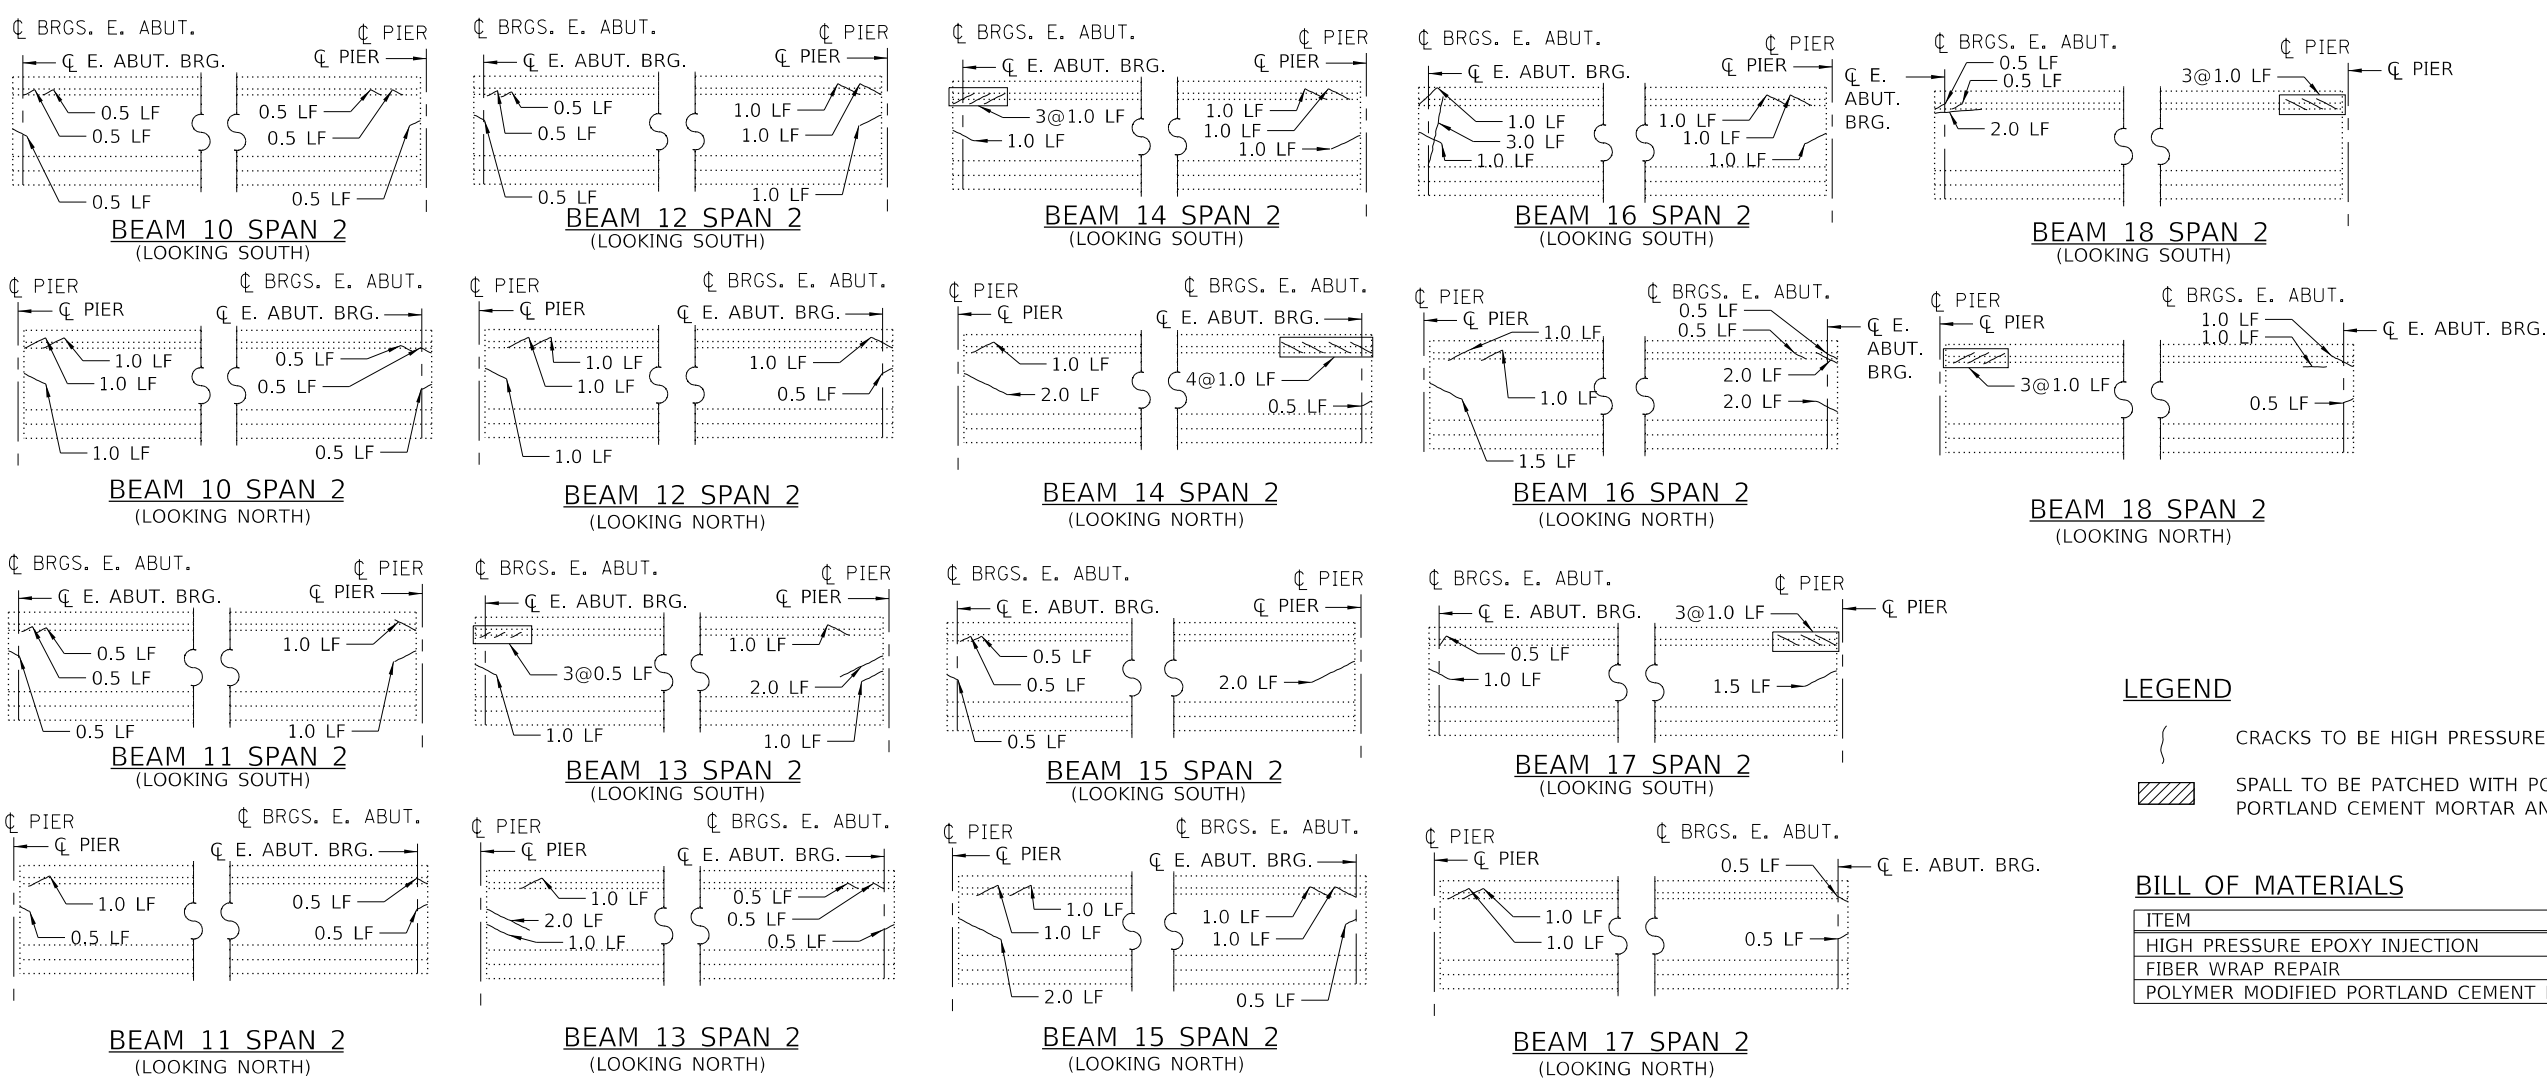 ℄ BRGS. E. ABUT.
℄ PIER
℄ E. ABUT. BRG.
℄ PIER
0.5 LF
0.5 LF
0.5 LF
0.5 LF
0.5 LF
0.5 LF
BEAM 10 SPAN 2
(LOOKING SOUTH)
℄ BRGS. E. ABUT.
℄ PIER
℄ E. ABUT. BRG.
℄ PIER
0.5 LF
0.5 LF
0.5 LF
1.0 LF
1.0 LF
1.0 LF
BEAM 12 SPAN 2
(LOOKING SOUTH)
℄ BRGS. E. ABUT.
℄ PIER
℄ E. ABUT. BRG.
℄ PIER
3@1.0 LF
1.0 LF
1.0 LF
1.0 LF
1.0 LF
BEAM 14 SPAN 2
(LOOKING SOUTH)
℄ BRGS. E. ABUT.
℄ PIER
℄ E. ABUT. BRG.
℄ PIER
1.0 LF
3.0 LF
1.0 LF
1.0 LF
1.0 LF
1.0 LF
BEAM 16 SPAN 2
(LOOKING SOUTH)
℄ BRGS. E. ABUT.
℄ PIER
℄ E.
ABUT.
BRG.
℄ PIER
0.5 LF
0.5 LF
2.0 LF
3@1.0 LF
BEAM 18 SPAN 2
(LOOKING SOUTH)
℄ PIER
℄ BRGS. E. ABUT.
℄ PIER
℄ E. ABUT. BRG.
1.0 LF
1.0 LF
1.0 LF
0.5 LF
0.5 LF
0.5 LF
BEAM 10 SPAN 2
(LOOKING NORTH)
℄ PIER
℄ BRGS. E. ABUT.
℄ PIER
℄ E. ABUT. BRG.
1.0 LF
1.0 LF
1.0 LF
1.0 LF
0.5 LF
BEAM 12 SPAN 2
(LOOKING NORTH)
℄ PIER
℄ BRGS. E. ABUT.
℄ PIER
℄ E. ABUT. BRG.
1.0 LF
2.0 LF
4@1.0 LF
0.5 LF
BEAM 14 SPAN 2
(LOOKING NORTH)
℄ PIER
℄ BRGS. E. ABUT.
℄ PIER
℄ E.
ABUT.
BRG.
1.0 LF
1.0 LF
1.5 LF
0.5 LF
0.5 LF
2.0 LF
2.0 LF
BEAM 16 SPAN 2
(LOOKING NORTH)
℄ PIER
℄ BRGS. E. ABUT.
℄ PIER
℄ E. ABUT. BRG.
3@1.0 LF
1.0 LF
1.0 LF
0.5 LF
BEAM 18 SPAN 2
(LOOKING NORTH)
℄ BRGS. E. ABUT.
℄ PIER
℄ E. ABUT. BRG.
℄ PIER
0.5 LF
0.5 LF
0.5 LF
1.0 LF
1.0 LF
BEAM 11 SPAN 2
(LOOKING SOUTH)
℄ BRGS. E. ABUT.
℄ PIER
℄ E. ABUT. BRG.
℄ PIER
3@0.5 LF
1.0 LF
1.0 LF
2.0 LF
1.0 LF
BEAM 13 SPAN 2
(LOOKING SOUTH)
℄ BRGS. E. ABUT.
℄ PIER
℄ E. ABUT. BRG.
℄ PIER
0.5 LF
0.5 LF
0.5 LF
2.0 LF
BEAM 15 SPAN 2
(LOOKING SOUTH)
℄ BRGS. E. ABUT.
℄ PIER
℄ E. ABUT. BRG.
℄ PIER
0.5 LF
1.0 LF
3@1.0 LF
1.5 LF
BEAM 17 SPAN 2
(LOOKING SOUTH)
℄ PIER
℄ BRGS. E. ABUT.
℄ PIER
℄ E. ABUT. BRG.
1.0 LF
0.5 LF
0.5 LF
0.5 LF
BEAM 11 SPAN 2
(LOOKING NORTH)
℄ PIER
℄ BRGS. E. ABUT.
℄ PIER
℄ E. ABUT. BRG.
1.0 LF
2.0 LF
1.0 LF
0.5 LF
0.5 LF
0.5 LF
BEAM 13 SPAN 2
(LOOKING NORTH)
℄ PIER
℄ BRGS. E. ABUT.
℄ PIER
℄ E. ABUT. BRG.
1.0 LF
1.0 LF
2.0 LF
1.0 LF
1.0 LF
0.5 LF
BEAM 15 SPAN 2
(LOOKING NORTH)
℄ PIER
℄ BRGS. E. ABUT.
℄ PIER
℄ E. ABUT. BRG.
1.0 LF
1.0 LF
0.5 LF
0.5 LF
BEAM 17 SPAN 2
(LOOKING NORTH)
LEGEND
CRACKS TO BE HIGH PRESSURE
SPALL TO BE PATCHED WITH PO
PORTLAND CEMENT MORTAR AN
BILL OF MATERIALS
ITEM
HIGH PRESSURE EPOXY INJECTION
FIBER WRAP REPAIR
POLYMER MODIFIED PORTLAND CEMENT